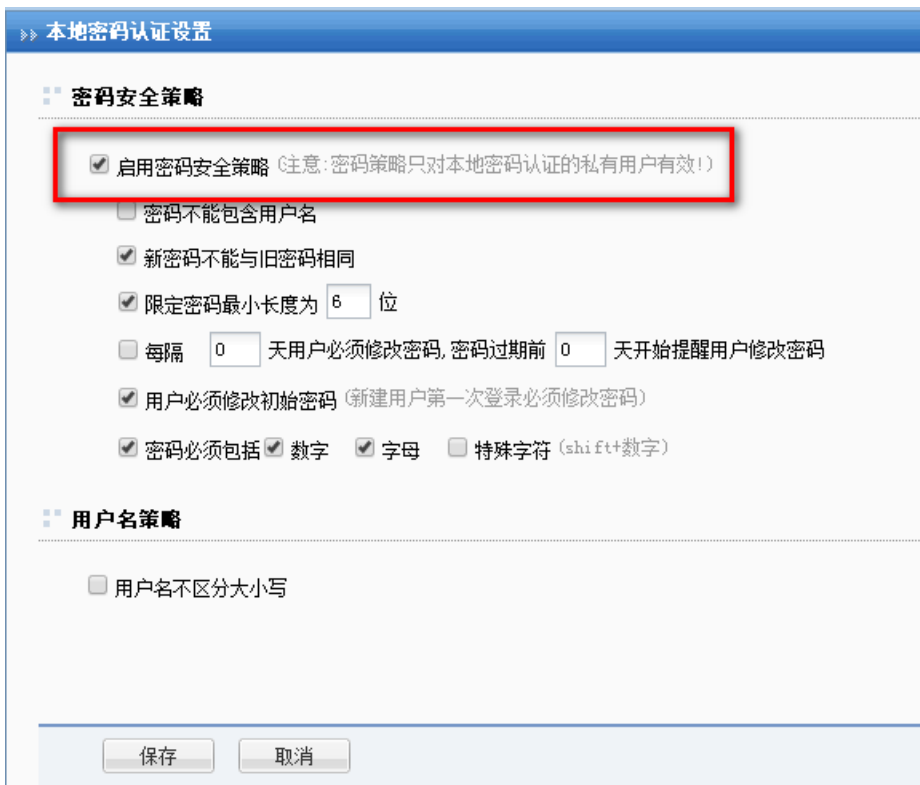 本地密码认证设置
密码安全策略
启用密码安全策略 (注意:密码策略只对本地密码认证的私有用户有效!)
密码不能包含用户名
新密码不能与旧密码相同
限定密码最小长度为 6 位
每隔 0 天用户必须修改密码,密码过期前 0 天开始提醒用户修改密码
用户必须修改初始密码 (新建用户第一次登录必须修改密码)
密码必须包括 数字 字母 特殊字符 (shift+数字)
用户名策略
用户名不区分大小写
保存 取消